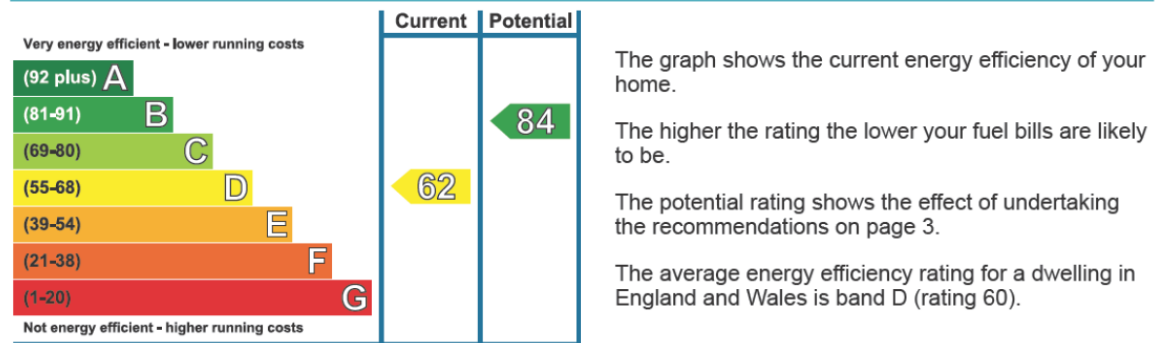 Current Potential
Very energy efficient - lower running costs
(92 plus) A
(81-91) B
84
(69-80) C
(55-68) D
62
(39-54) E
(21-38) F
(1-20) G
Not energy efficient - higher running costs
The graph shows the current energy efficiency of your
home.
The higher the rating the lower your fuel bills are likely
to be.
The potential rating shows the effect of undertaking
the recommendations on page 3.
The average energy efficiency rating for a dwelling in
England and Wales is band D (rating 60).